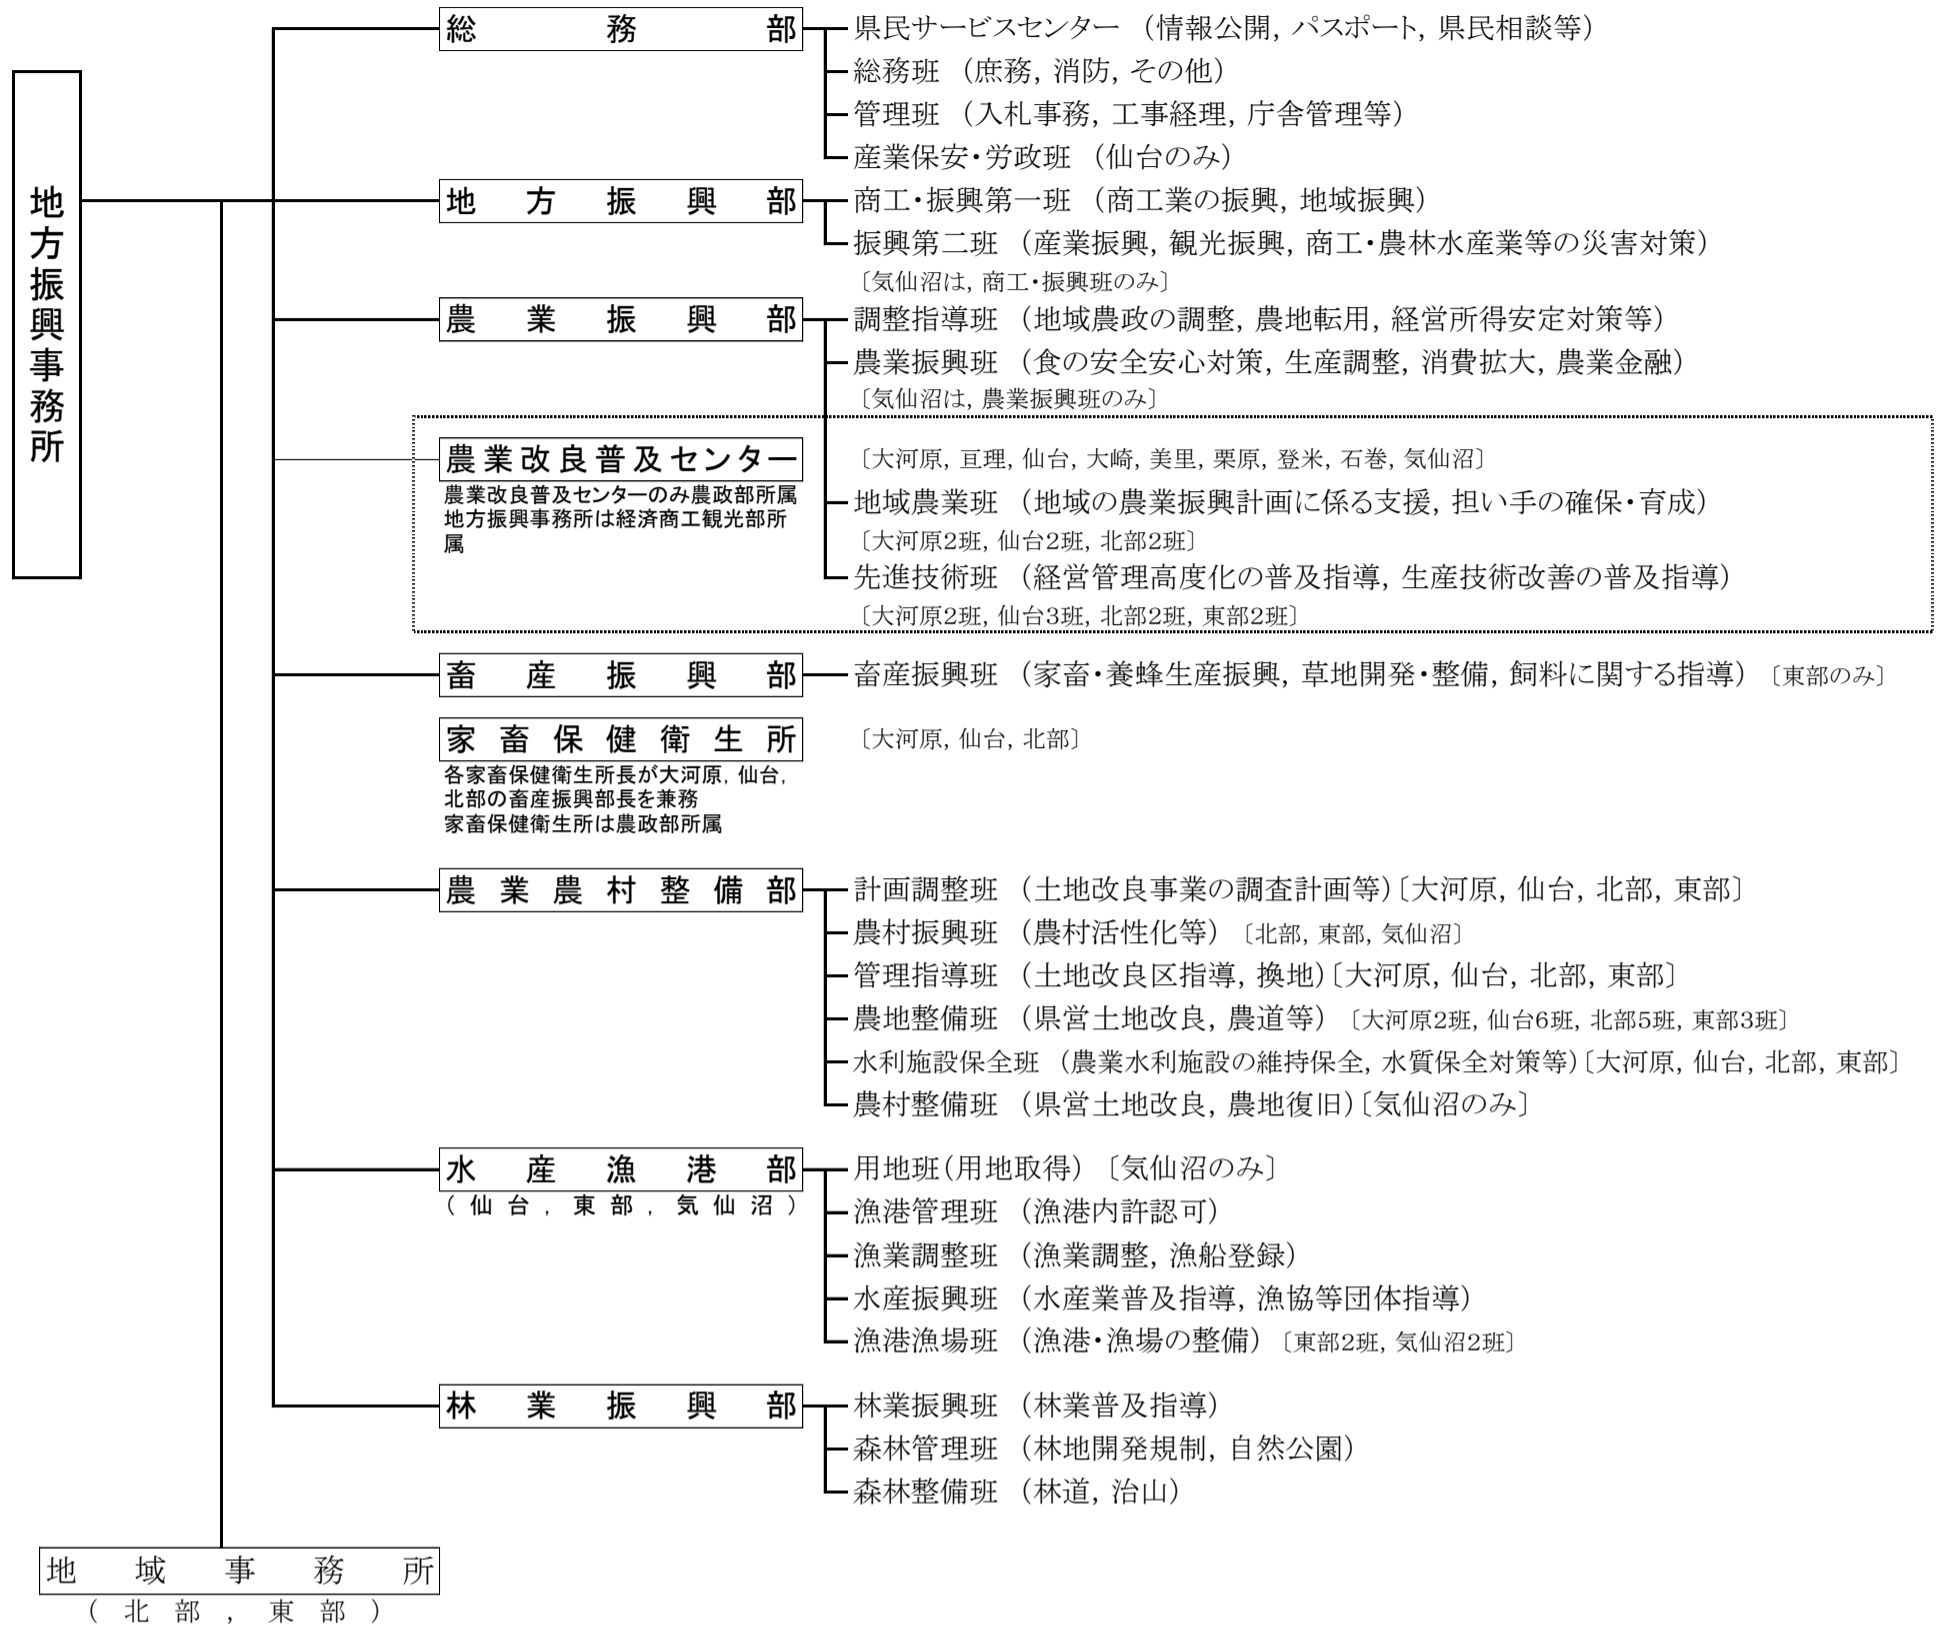 地方振興事務所
総務部
県民サービスセンター （情報公開, パスポート, 県民相談等）
総務班 （庶務, 消防, その他）
管理班 （入札事務, 工事経理, 庁舎管理等）
産業保安・労政班 （仙台のみ）
地方振興部
商工・振興第一班 （商工業の振興, 地域振興）
振興第二班 （産業振興, 観光振興, 商工・農林水産業等の災害対策）
〔気仙沼は, 商工・振興班のみ〕
農業振興部
調整指導班 （地域農政の調整, 農地転用, 経営所得安定対策等）
農業振興班 （食の安全安心対策, 生産調整, 消費拡大, 農業金融）
〔気仙沼は, 農業振興班のみ〕
農業改良普及センター
〔大河原, 亘理, 仙台, 大崎, 美里, 栗原, 登米, 石巻, 気仙沼〕
農業改良普及センターのみ農政部所属
地方振興事務所は経済商工観光部所
属
地域農業班 （地域の農業振興計画に係る支援, 担い手の確保・育成）
〔大河原2班, 仙台2班, 北部2班〕
先進技術班 （経営管理高度化の普及指導, 生産技術改善の普及指導）
〔大河原2班, 仙台3班, 北部2班, 東部2班〕
畜産振興部
畜産振興班 （家畜・養蜂生産振興, 草地開発・整備, 飼料に関する指導） 〔東部のみ〕
家畜保健衛生所
〔大河原, 仙台, 北部〕
各家畜保健衛生所長が大河原, 仙台,
北部の畜産振興部長を兼務
家畜保健衛生所は農政部所属
農業農村整備部
計画調整班 （土地改良事業の調査計画等）〔大河原, 仙台, 北部, 東部〕
農村振興班 （農村活性化等） 〔北部, 東部, 気仙沼〕
管理指導班 （土地改良区指導, 換地）〔大河原, 仙台, 北部, 東部〕
農地整備班 （県営土地改良, 農道等） 〔大河原2班, 仙台6班, 北部5班, 東部3班〕
水利施設保全班 （農業水利施設の維持保全, 水質保全対策等）〔大河原, 仙台, 北部, 東部〕
農村整備班 （県営土地改良, 農地復旧）〔気仙沼のみ〕
水産漁港部
（仙台, 東部, 気仙沼）
用地班（用地取得） 〔気仙沼のみ〕
漁港管理班 （漁港内許認可）
漁業調整班 （漁業調整, 漁船登録）
水産振興班 （水産業普及指導, 漁協等団体指導）
漁港漁場班 （漁港・漁場の整備） 〔東部2班, 気仙沼2班〕
林業振興部
林業振興班 （林業普及指導）
森林管理班 （林地開発規制, 自然公園）
森林整備班 （林道, 治山）
地域事務所
（北部, 東部）